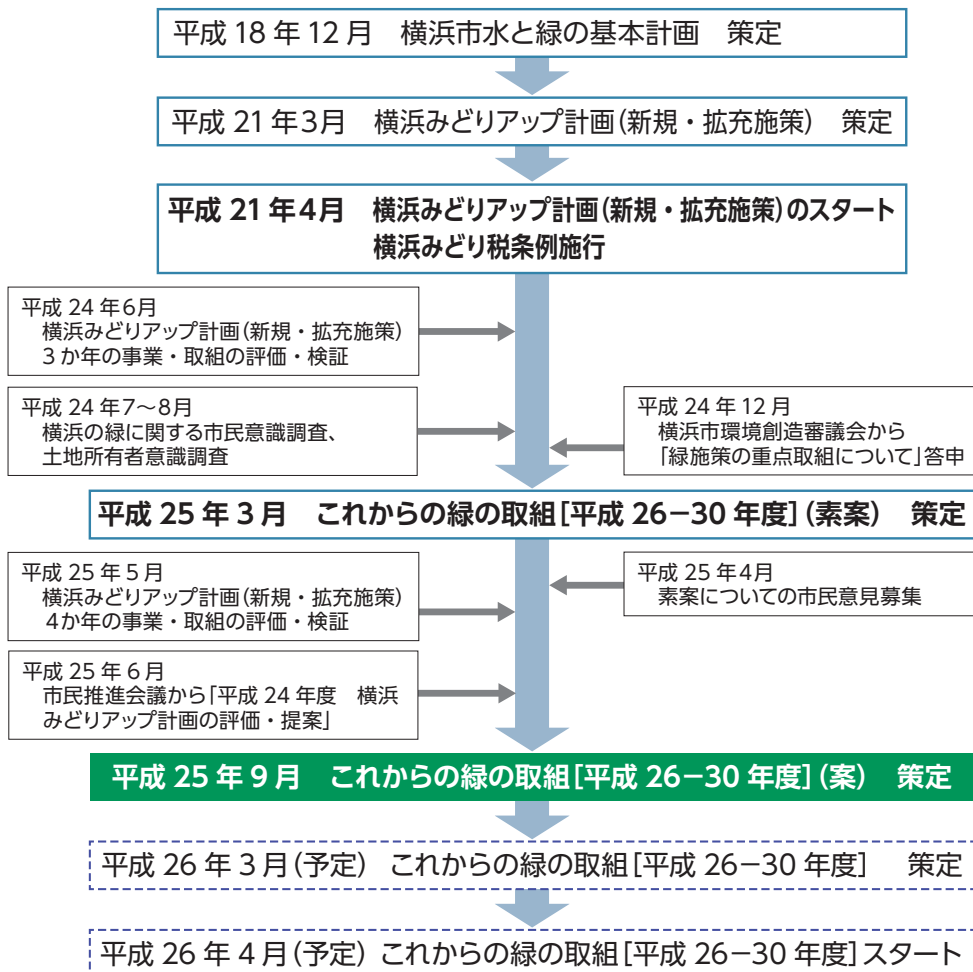 平成 18 年 12 月　横浜市水と緑の基本計画　策定
平成 21 年3月　横浜みどりアップ計画(新規・拡充施策)　策定
平成 21 年4月　横浜みどりアップ計画(新規・拡充施策)のスタート
横浜みどり税条例施行
平成 24 年6月
横浜みどりアップ計画(新規・拡充施策)
3 か年の事業・取組の評価・検証
平成 24 年7～8月
横浜の緑に関する市民意識調査、
土地所有者意識調査
平成 24 年 12 月
横浜市環境創造審議会から
「緑施策の重点取組について」答申
平成 25 年 3 月　これからの緑の取組[平成 26－30 年度](素案)　策定
平成 25 年 5 月
横浜みどりアップ計画(新規・拡充施策)
4か年の事業・取組の評価・検証
平成 25 年4月
素案についての市民意見募集
平成 25 年 6 月
市民推進会議から「平成 24 年度　横浜
みどりアップ計画の評価・提案」
平成 25 年 9 月　これからの緑の取組[平成 26－30 年度](案)　策定
平成 26 年 3 月(予定)　これからの緑の取組[平成 26－30 年度]　策定
平成 26 年 4 月(予定) これからの緑の取組[平成 26－30 年度]スタート